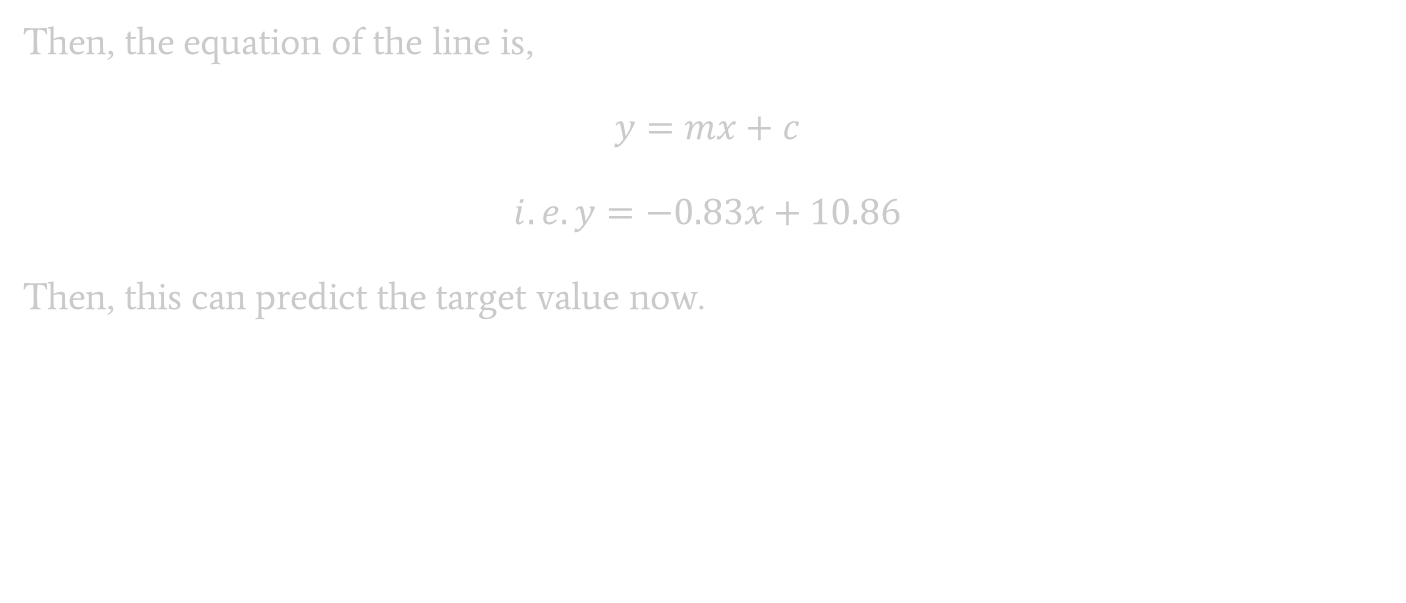 Then, the equation of the line is,
y = mx + c
i.e.y = −0.83x + 10.86
Then, this can predict the target value now.